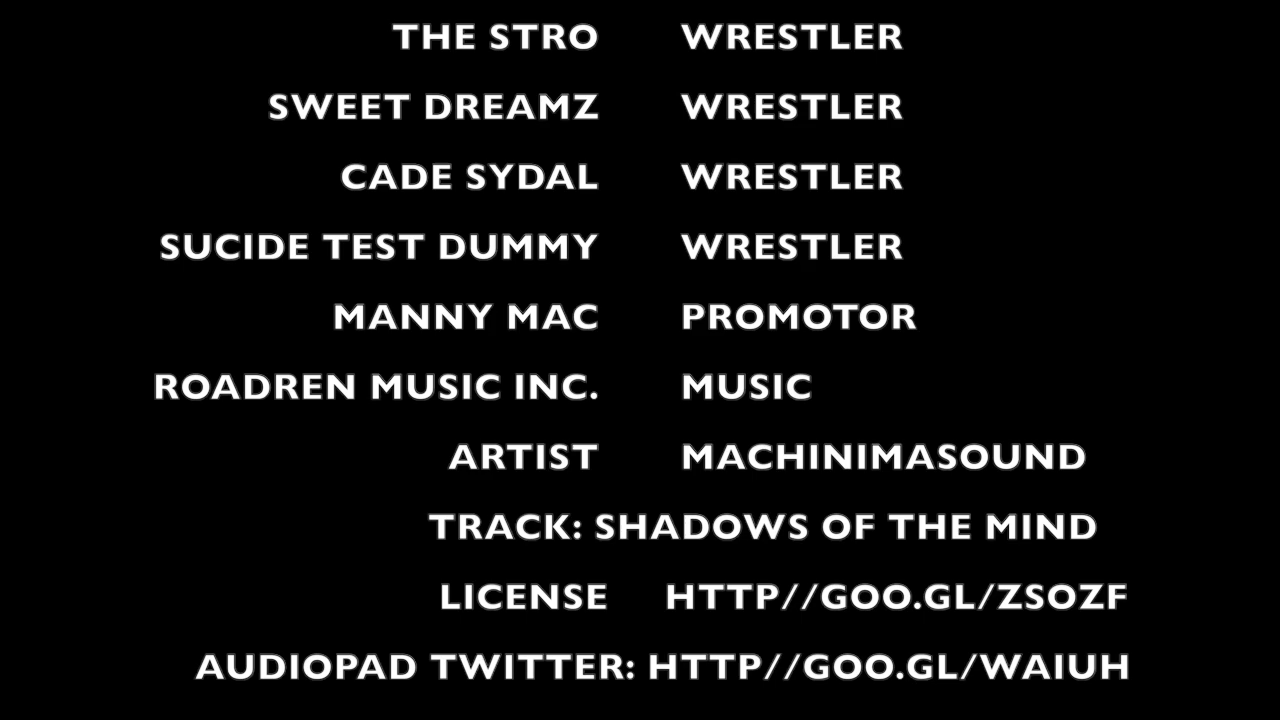 THE STRO WRESTLER
SWEET DREAMZ WRESTLER
CADE SYDAL WRESTLER
SUCIDE TEST DUMMY WRESTLER
MANNY MAC PROMOTOR
ROADREN MUSIC INC. MUSIC
ARTIST MACHINIMASOUND
TRACK: SHADOWS OF THE MIND
LICENSE HTTP//GOO.GL/ZSOZF
AUDIOPAD TWITTER: HTTP//GOO.GL/WAIUH